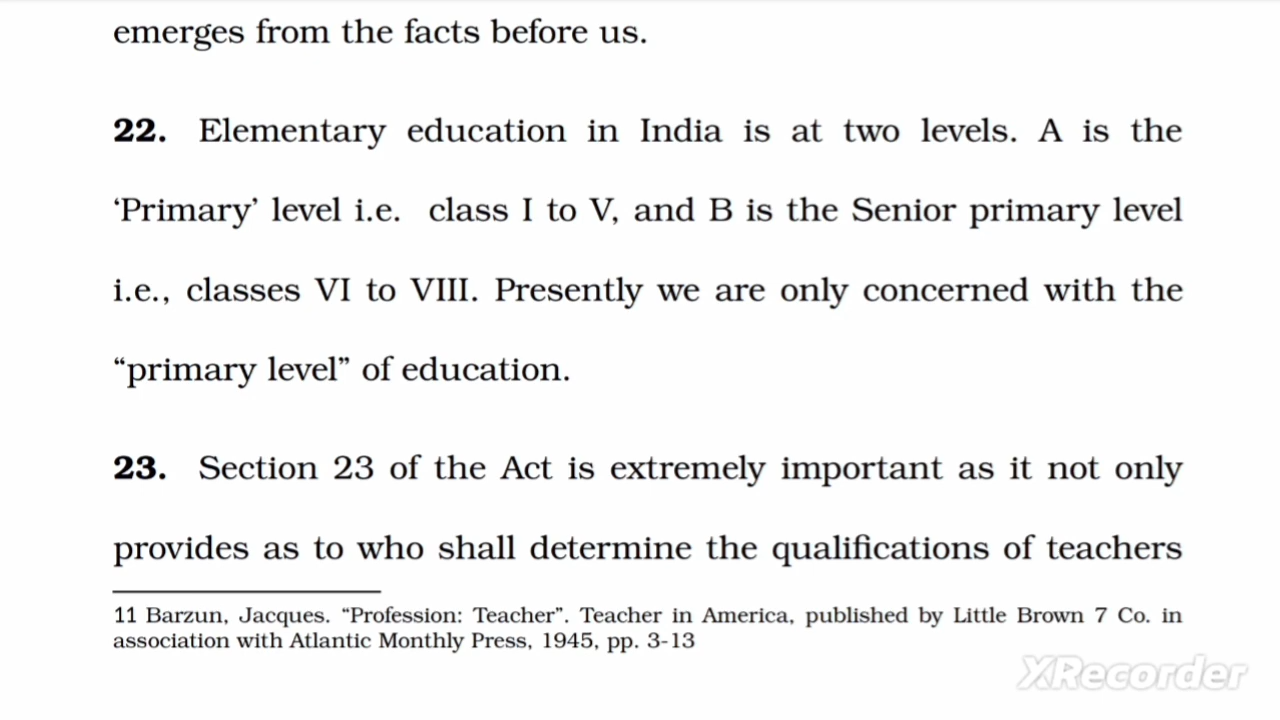 emerges from the facts before us.
22. Elementary education in India is at two levels. A is the
‘Primary’ level i.e. class I to V, and B is the Senior primary level
i.e., classes VI to VIII. Presently we are only concerned with the
“primary level” of education.
23. Section 23 of the Act is extremely important as it not only
provides as to who shall determine the qualifications of teachers
11 Barzun, Jacques. “Profession: Teacher”. Teacher in America, published by Little Brown 7 Co. in
association with Atlantic Monthly Press, 1945, pp. 3-13
XRecorder